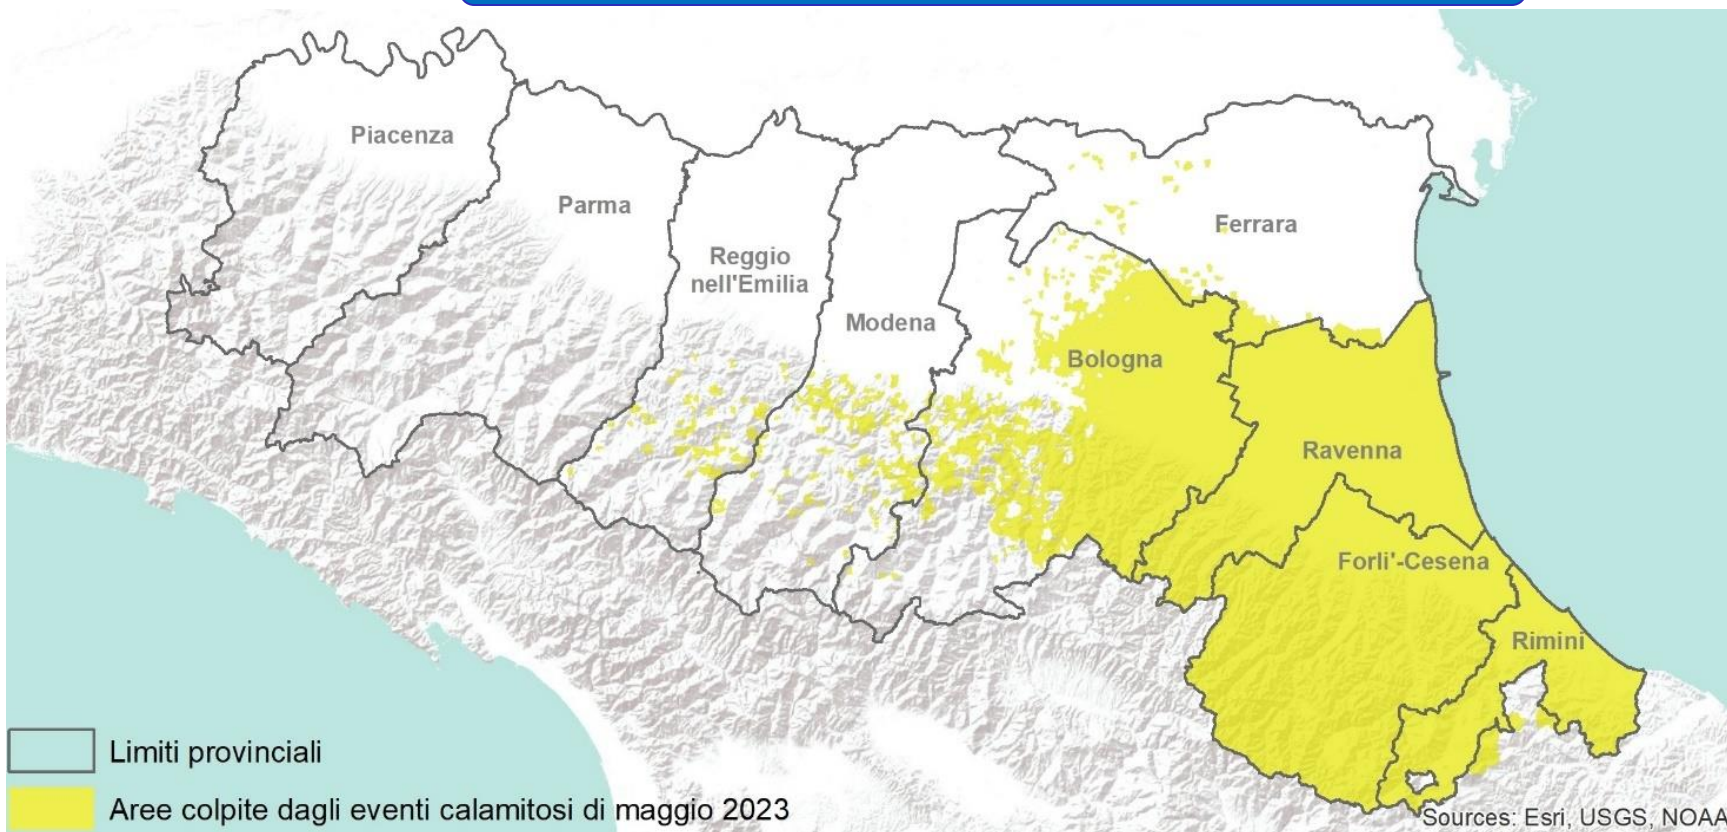 Piacenza
Parma
Reggio
nell'Emilia
Modena
Ferrara
Bologna
Ravenna
Forli'-Cesena
Rimini
Limiti provinciali
Aree colpite dagli eventi calamitosi di maggio 2023
Sources: Esri, USGS, NOAA